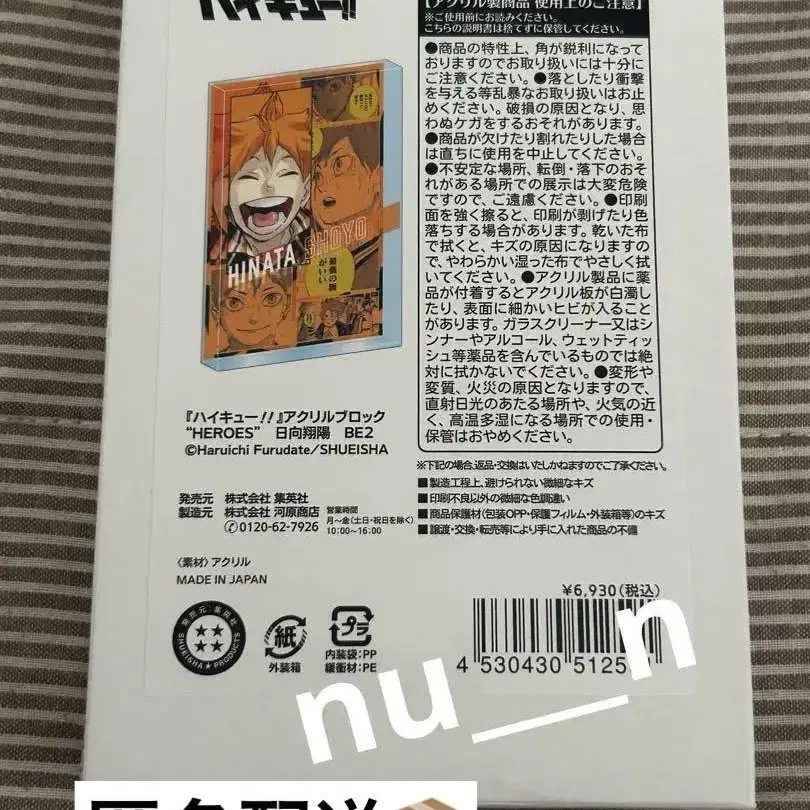 ハイキュー!!
【アクリル製商品 使用上のご注意】
※ご使用前にお読みください。
こちらの説明書は捨てずに保管してください。
●商品の特性上、角が鋭利になって
おりますのでお取り扱いには十分に
ご注意ください。●落としたり衝撃
を与える等乱暴なお取り扱いはお止
めください。破損の原因となり、思
わぬケガをするおそれがあります。
●商品が欠けたり割れたりした場合
は直ちに使用を中止してください。
●不安定な場所、転倒・落下のおそ
れがある場所での展示は大変危険
ですので、ご遠慮ください。●印刷
面を強く擦ると、印刷が剥げたり色
落ちする場合があります。乾いた布
で拭くと、キズの原因になりますの
で、やわらかい湿った布でやさしく拭
いてください。●アクリル製品に薬
品が付着するとアクリル板が白濁し
たり、表面に細かいヒビが入ること
があります。ガラスクリーナー又はシ
ンナーやアルコール、ウェットティッ
シュ等薬品を含んでいるものでは絶
対に拭かないでください。●変形や
変質、火災の原因となりますので、
直射日光のあたる場所や、火気の近
く、高温多湿になる場所での使用・
保管はおやめください。
HINATA SHOYO
最強の囮
がいい
『ハイキュー!!』アクリルブロック
“HEROES” 日向翔陽 BE2
©Haruichi Furudate/SHUEISHA
※下記の場合、返品・交換はいたしかねますのでご了承ください。
■製造工程上、避けられない微細なキズ
■印刷不良以外の微細な色調違い
■商品保護材(包装OPP・保護フィルム・外装箱等)のキズ
■譲渡・交換・転売等により手に入れた商品の不備
発売元 株式会社 集英社
製造元 株式会社 河原商店
✆0120-62-7926
営業時間
月〜金(土日・祝日を除く)
10:00〜16:00
〈素材〉アクリル
MADE IN JAPAN
発売元:集英社
SHUEISHA PRODUCTS
紙
外装箱
プラ
内装袋:PP
緩衝材:PE
¥6,930(税込)
4 530430 512
nu__n
匿名配送